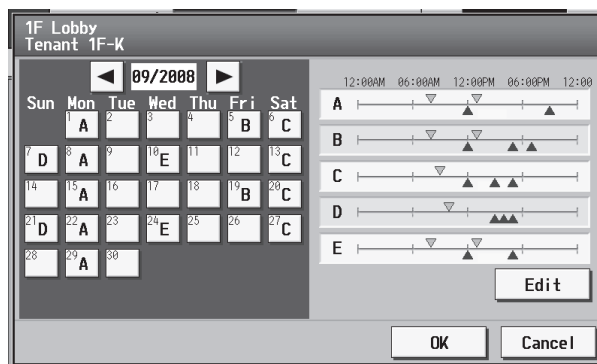 1F Lobby
Tenant 1F-K
09/2008
Sun Mon Tue Wed Thu Fri Sat
1 A 2 3 4 5 B 6 C
7 D 8 A 9 10 E 11 12 13 C
14 15 A 16 17 18 19 B 20 C
21 D 22 A 23 24 E 25 26 27 C
28 29 A 30
12:00AM 06:00AM 12:00PM 06:00PM 12:00
A
B
C
D
E
Edit
OK Cancel